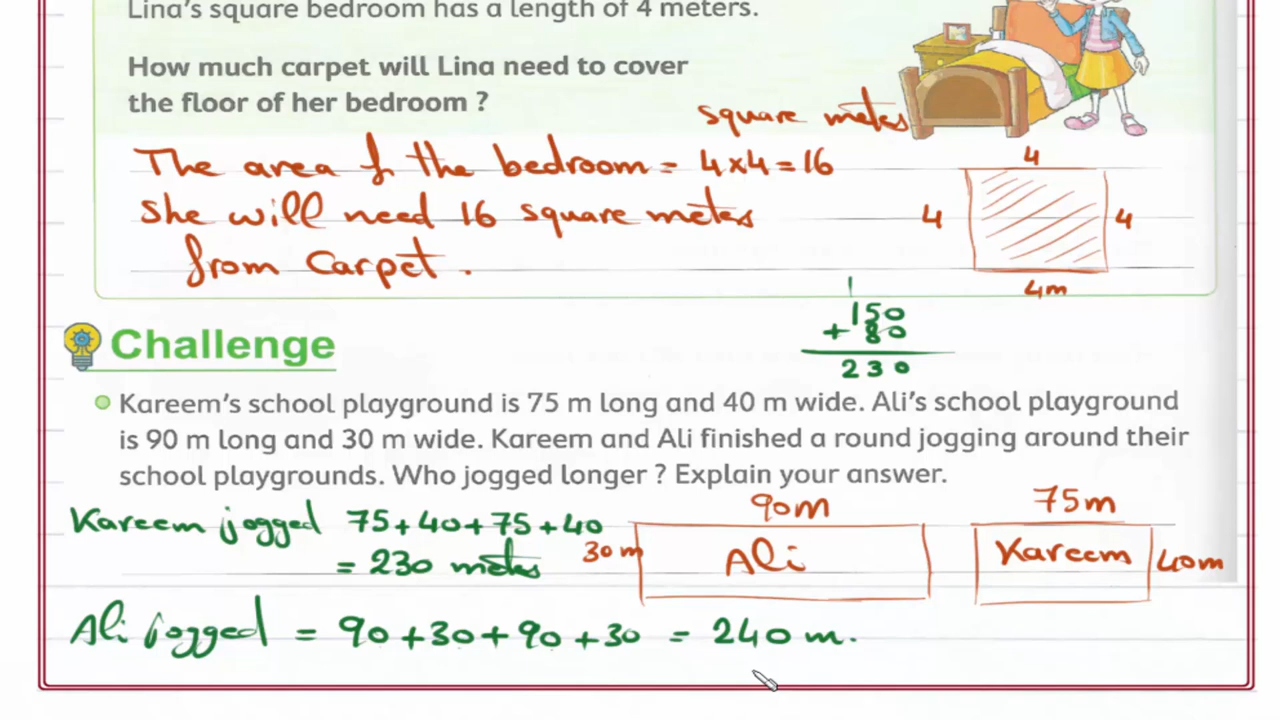 Lina's square bedroom has a length of 4 meters.
How much carpet will Lina need to cover
the floor of her bedroom ?
square meters
The area of the bedroom = 4×4 = 16
She will need 16 square meters
from Carpet .
4
4
4
4m
1
150
+ 80
230
Challenge
Kareem's school playground is 75 m long and 40 m wide. Ali's school playground
is 90 m long and 30 m wide. Kareem and Ali finished a round jogging around their
school playgrounds. Who jogged longer ? Explain your answer.
Kareem jogged 75+40+75+40
= 230 meters
90m
30 m
Ali
75m
Kareem
40m
Ali jogged = 90+30+90+30 = 240 m.